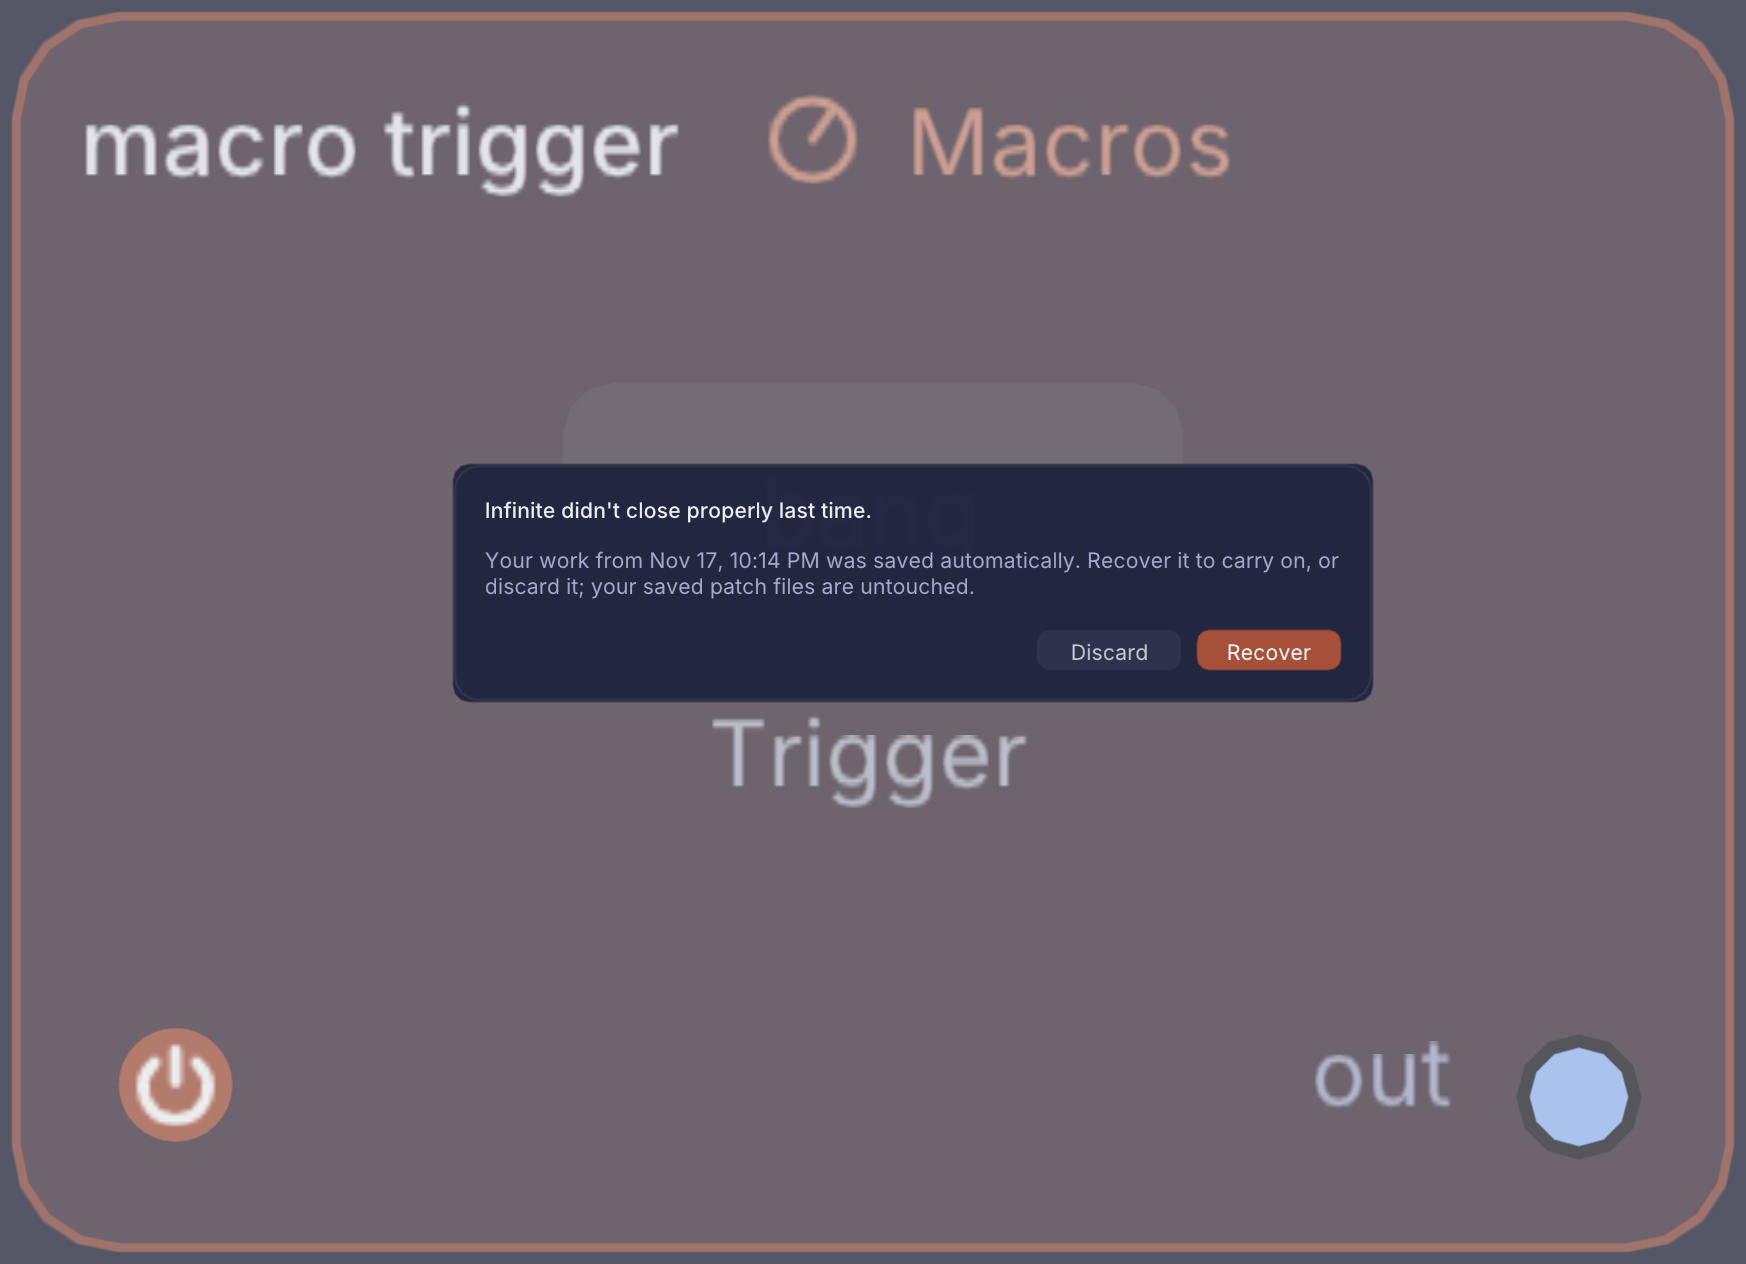 macro trigger Macros
bang
Infinite didn't close properly last time.
Your work from Nov 17, 10:14 PM was saved automatically. Recover it to carry on, or
discard it; your saved patch files are untouched.
Discard Recover
Trigger
out